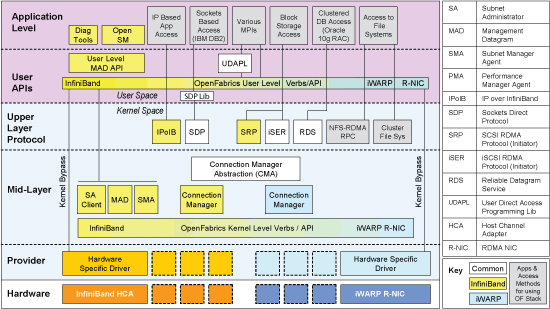 Application
Level
Diag
Tools
Open
SM
IP Based
App
Access
Sockets
Based
Access
(IBM DB2)
Various
MPIs
Block
Storage
Access
Clustered
DB Access
(Oracle
10g RAC)
Access to
File
Systems
User
APIs
User Level
MAD API
UDAPL
InfiniBand
OpenFabrics User Level Verbs/API
iWARP R-NIC
User Space
SDP Lib
Kernel Space
Upper
Layer
Protocol
IPoIB
SDP
SRP
iSER
RDS
NFS-RDMA
RPC
Cluster
File Sys
Mid-Layer
Kernel Bypass
Kernel Bypass
Connection Manager
Abstraction (CMA)
SA
Client
MAD
SMA
Connection
Manager
Connection
Manager
InfiniBand
OpenFabrics Kernel Level Verbs / API
iWARP R-NIC
Provider
Hardware
Specific Driver
Hardware Specific
Driver
Hardware
InfiniBand HCA
iWARP R-NIC
SA
Subnet
Administrator
MAD
Management
Datagram
SMA
Subnet Manager
Agent
PMA
Performance
Manager Agent
IPoIB
IP over InfiniBand
SDP
Sockets Direct
Protocol
SRP
SCSI RDMA
Protocol (Initiator)
iSER
iSCSI RDMA
Protocol (Initiator)
RDS
Reliable Datagram
Service
UDAPL
User Direct Access
Programming Lib
HCA
Host Channel
Adapter
R-NIC
RDMA NIC
Key
Common
InfiniBand
iWARP
Apps &
Access
Methods
for using
OF Stack